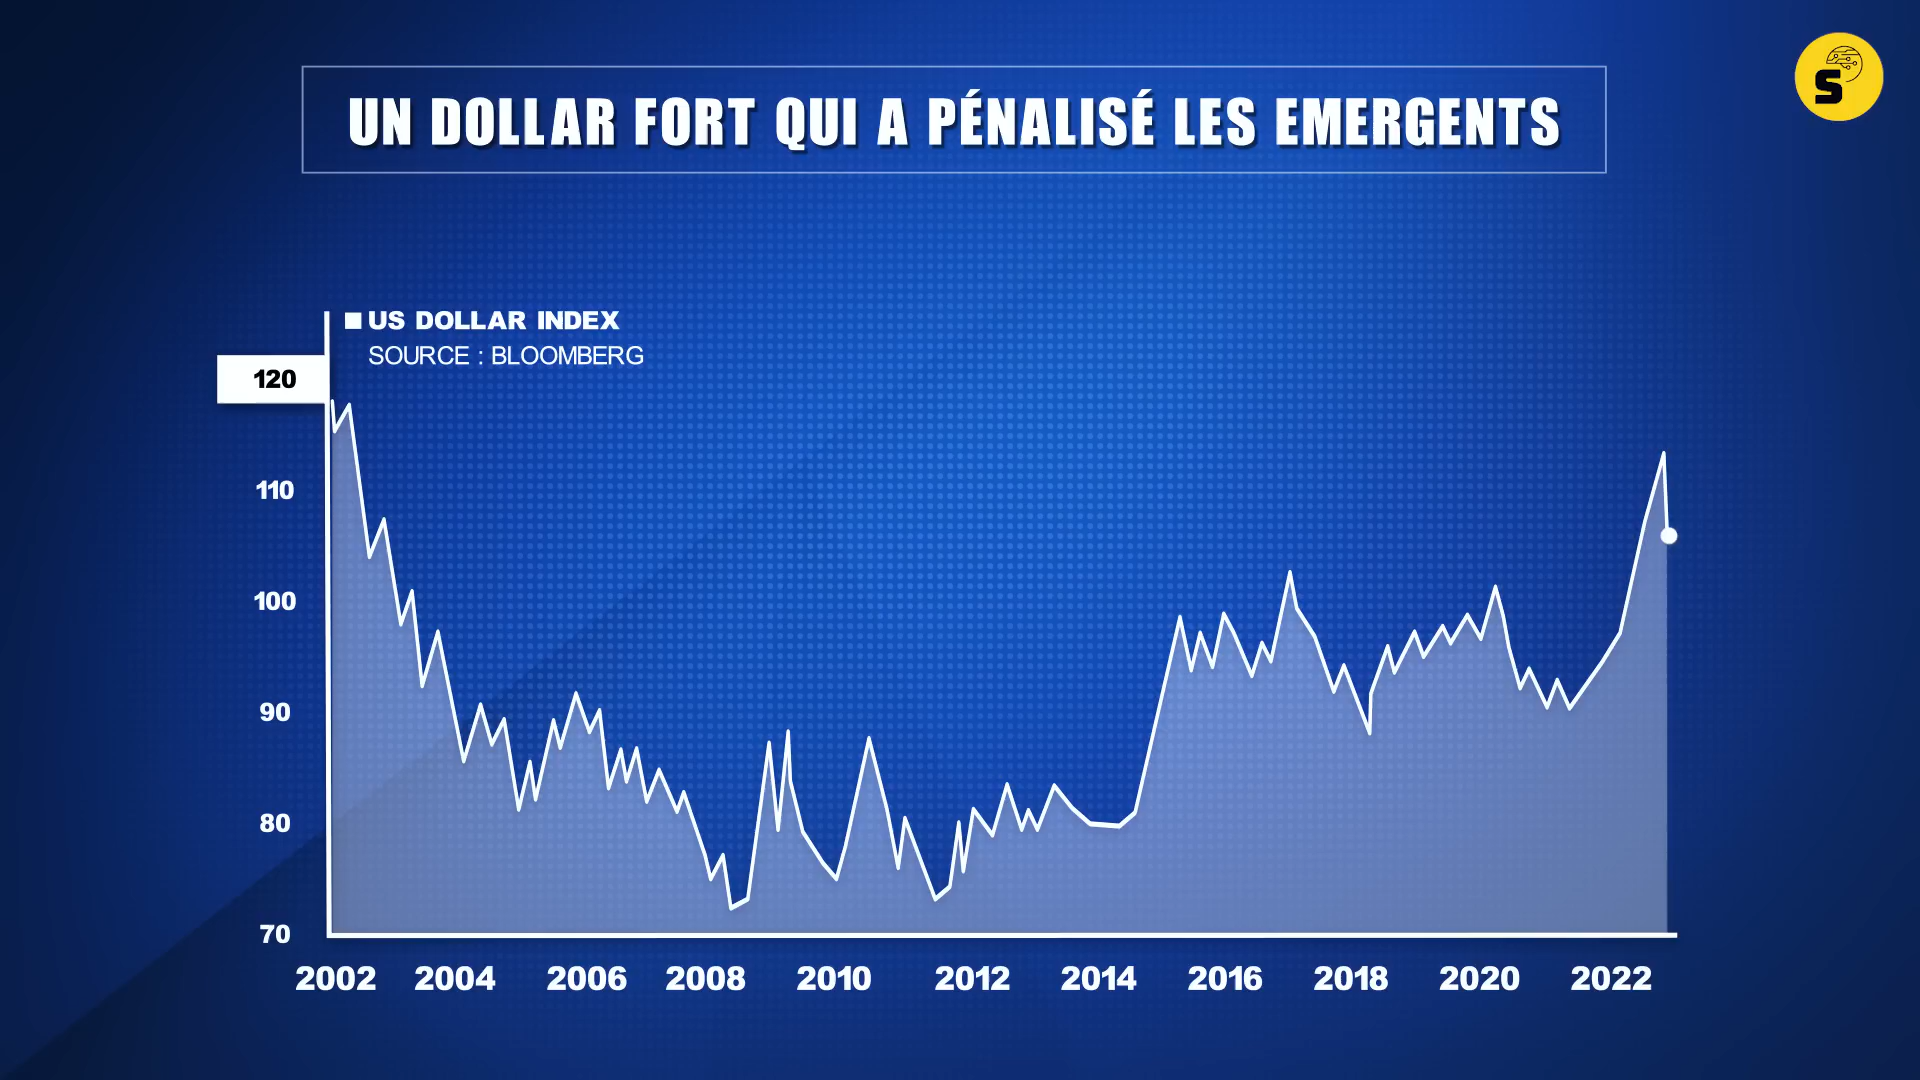 UN DOLLAR FORT QUI A PÉNALISÉ LES EMERGENTS
S
US DOLLAR INDEX
SOURCE : BLOOMBERG
120
110
100
90
80
70
2002 2004 2006 2008 2010 2012 2014 2016 2018 2020 2022